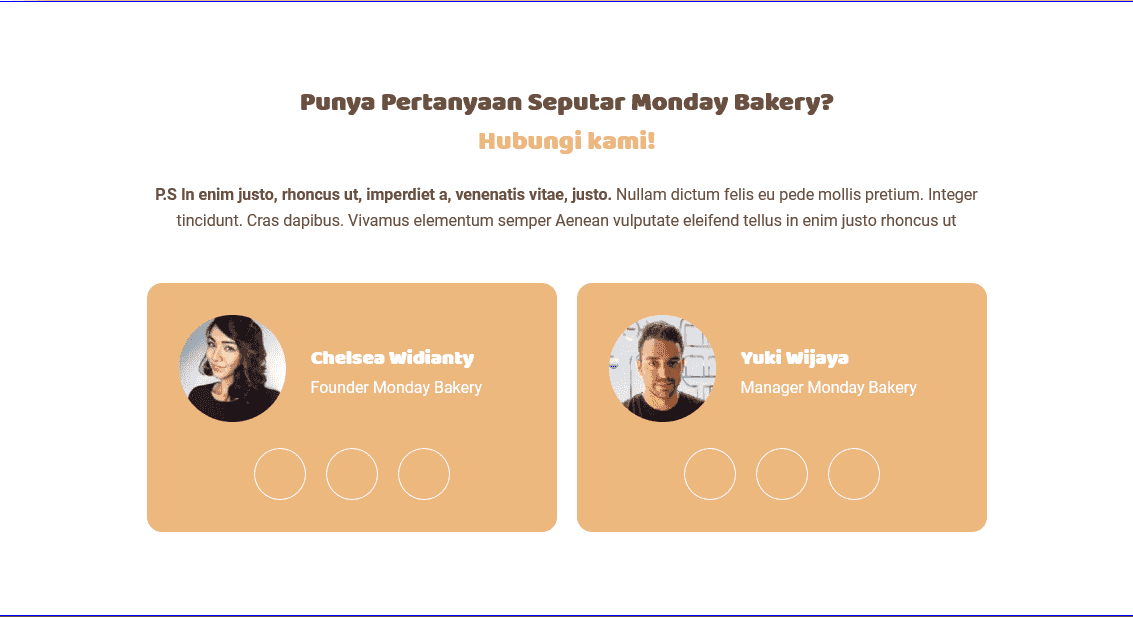 Punya Pertanyaan Seputar Monday Bakery?
Hubungi kami!
P.S In enim justo, rhoncus ut, imperdiet a, venenatis vitae, justo. Nullam dictum felis eu pede mollis pretium. Integer
tincidunt. Cras dapibus. Vivamus elementum semper Aenean vulputate eleifend tellus in enim justo rhoncus ut
Chelsea Widianty
Founder Monday Bakery
Yuki Wijaya
Manager Monday Bakery